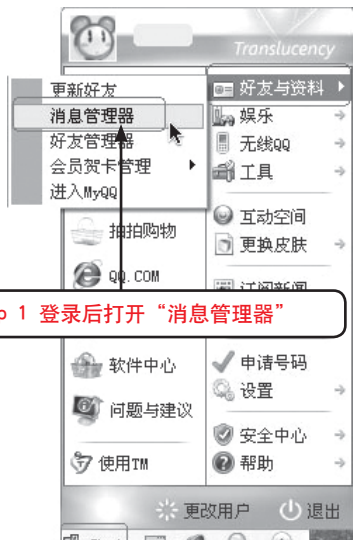 Translucency
更新好友
消息管理器
好友管理器
会员贺卡管理
进入MyQQ
好友与资料
娱乐
无线QQ
工具
互动空间
更换皮肤
拍拍购物
QQ.COM
订阅新闻
1 登录后打开“消息管理器”
软件中心
问题与建议
使用TM
申请号码
设置
安全中心
帮助
更改用户
退出